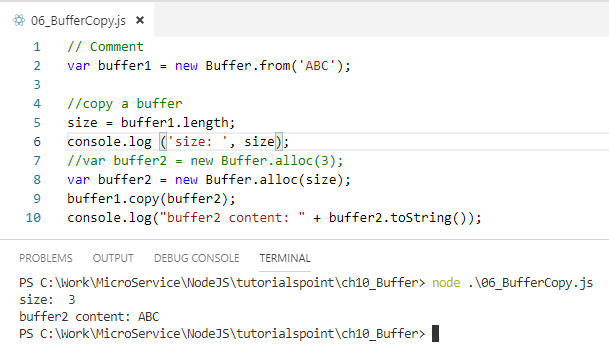 06_BufferCopy.js ×
1 // Comment
2 var buffer1 = new Buffer.from('ABC');
3
4 //copy a buffer
5 size = buffer1.length;
6 console.log ('size: ', size);
7 //var buffer2 = new Buffer.alloc(3);
8 var buffer2 = new Buffer.alloc(size);
9 buffer1.copy(buffer2);
10 console.log("buffer2 content: " + buffer2.toString());
PROBLEMS OUTPUT DEBUG CONSOLE TERMINAL
PS C:\Work\MicroService\NodeJS\tutorialspoint\ch10_Buffer> node .\06_BufferCopy.js
size:  3
buffer2 content: ABC
PS C:\Work\MicroService\NodeJS\tutorialspoint\ch10_Buffer>